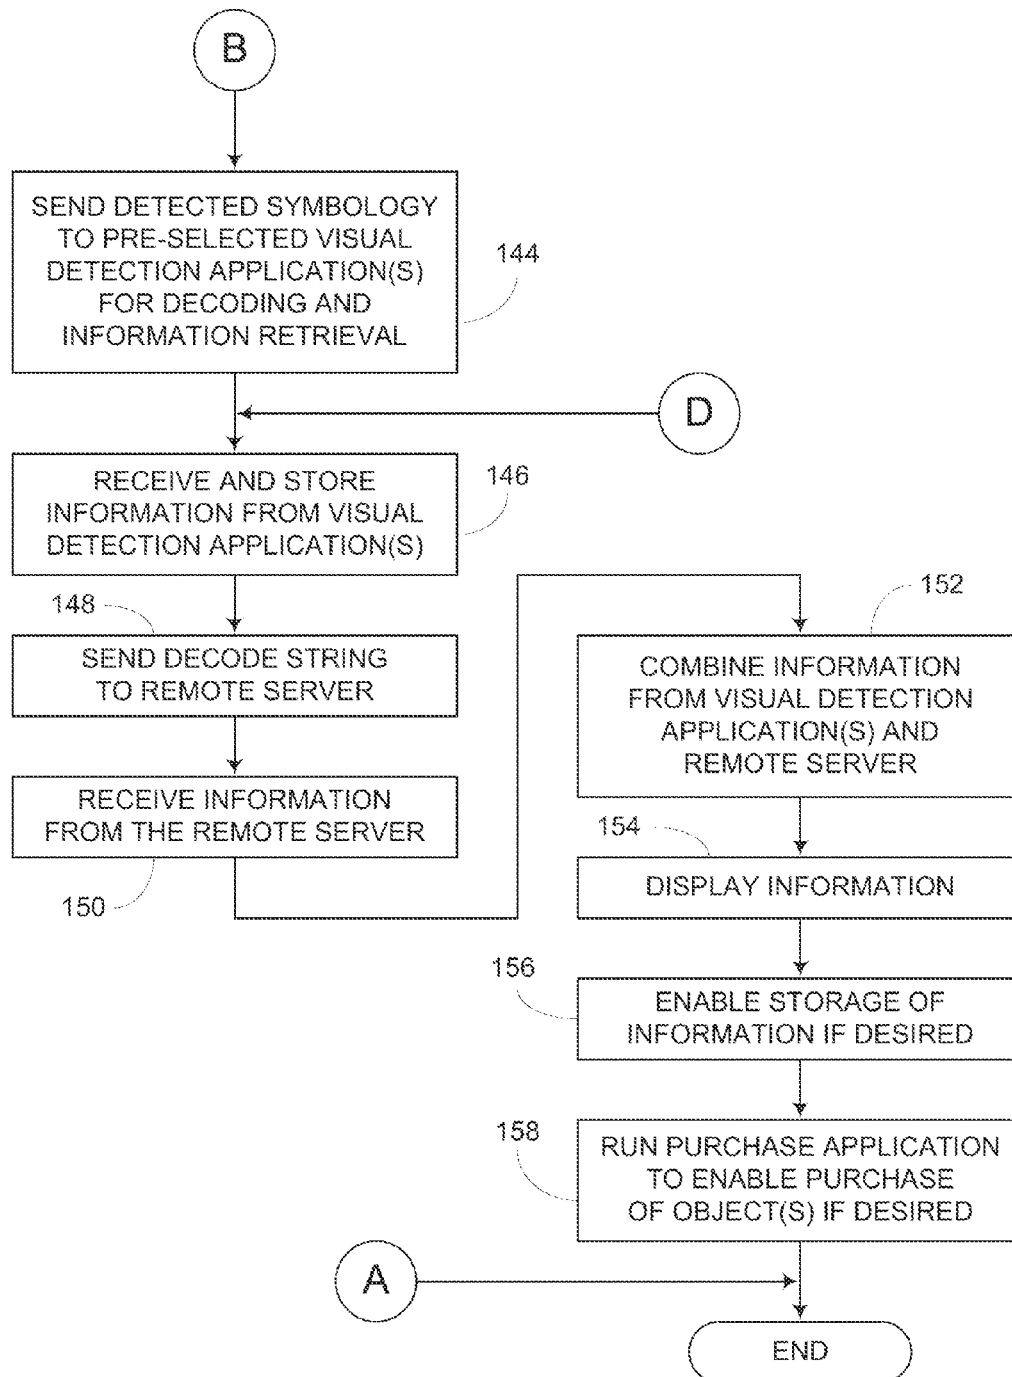 B
SEND DETECTED SYMBOLOGY
TO PRE-SELECTED VISUAL
DETECTION APPLICATION(S)
FOR DECODING AND
INFORMATION RETRIEVAL
144
D
RECEIVE AND STORE
INFORMATION FROM VISUAL
DETECTION APPLICATION(S)
146
148
SEND DECODE STRING
TO REMOTE SERVER
RECEIVE INFORMATION
FROM THE REMOTE SERVER
150
152
COMBINE INFORMATION
FROM VISUAL DETECTION
APPLICATION(S) AND
REMOTE SERVER
154
DISPLAY INFORMATION
156
ENABLE STORAGE OF
INFORMATION IF DESIRED
158
RUN PURCHASE APPLICATION
TO ENABLE PURCHASE
OF OBJECT(S) IF DESIRED
A
END